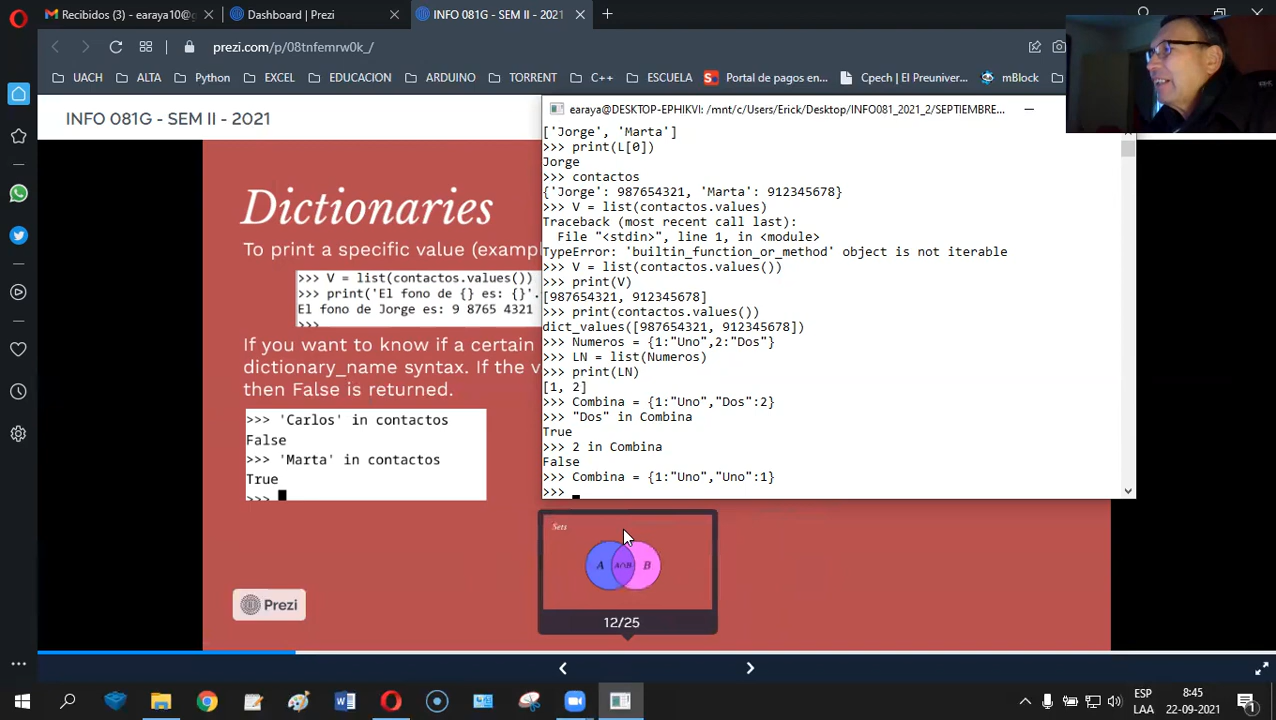 Recibidos (3) - earaya10@g
Dashboard | Prezi
INFO 081G - SEM II - 2021
prezi.com/p/08tnfemrw0k_/
UACH
ALTA
Python
EXCEL
EDUCACION
ARDUINO
TORRENT
C++
ESCUELA
Portal de pagos en...
Cpech | El Preuniver...
mBlock
INFO 081G - SEM II - 2021
Dictionaries
To print a specific value (examp
>>> V = list(contactos.values())
>>> print('El fono de {} es: {}'.
El fono de Jorge es: 9 8765 4321
>>>
If you want to know if a certain
dictionary_name syntax. If the v
then False is returned.
>>> 'Carlos' in contactos
False
>>> 'Marta' in contactos
True
>>>
Prezi
earaya@DESKTOP-EPHIKVI: /mnt/c/Users/Erick/Desktop/INFO081_2021_2/SEPTIEMBRE...
['Jorge', 'Marta']
>>> print(L[0])
Jorge
>>> contactos
{'Jorge': 987654321, 'Marta': 912345678}
>>> V = list(contactos.values)
Traceback (most recent call last):
  File "<stdin>", line 1, in <module>
TypeError: 'builtin_function_or_method' object is not iterable
>>> V = list(contactos.values())
>>> print(V)
[987654321, 912345678]
>>> print(contactos.values())
dict_values([987654321, 912345678])
>>> Numeros = {1:"Uno",2:"Dos"}
>>> LN = list(Numeros)
>>> print(LN)
[1, 2]
>>> Combina = {1:"Uno","Dos":2}
>>> "Dos" in Combina
True
>>> 2 in Combina
False
>>> Combina = {1:"Uno","Uno":1}
>>>
Sets
A
A∩B
B
12/25
ESP
LAA
8:45
22-09-2021
1